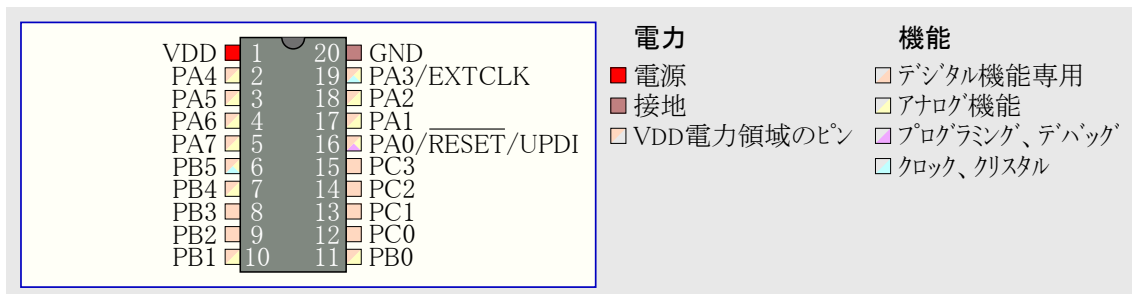 VDD 1 20 GND
PA4 2 19 PA3/EXTCLK
PA5 3 18 PA2
PA6 4 17 PA1
PA7 5 16 PA0/RESET/UPDI
PB5 6 15 PC3
PB4 7 14 PC2
PB3 8 13 PC1
PB2 9 12 PC0
PB1 10 11 PB0
電力
電源
接地
VDD電力領域のピン
機能
デジタル機能専用
アナログ機能
プログラミング、デバッグ
クロック、クリスタル